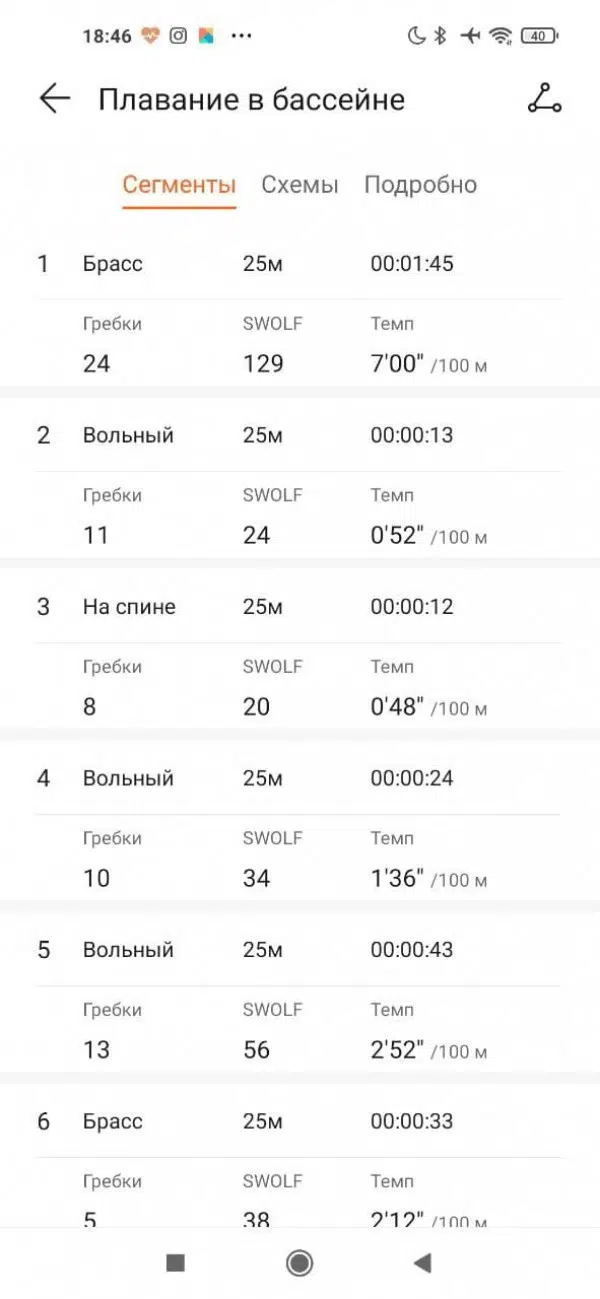 18:46 ... 40
Плавание в бассейне
Сегменты Схемы Подробно
1 Брасс 25м 00:01:45
Гребки SWOLF Темп
24 129 7'00" /100 м
2 Вольный 25м 00:00:13
Гребки SWOLF Темп
11 24 0'52" /100 м
3 На спине 25м 00:00:12
Гребки SWOLF Темп
8 20 0'48" /100 м
4 Вольный 25м 00:00:24
Гребки SWOLF Темп
10 34 1'36" /100 м
5 Вольный 25м 00:00:43
Гребки SWOLF Темп
13 56 2'52" /100 м
6 Брасс 25м 00:00:33
Гребки SWOLF Темп
5 38 2'12" /100 м